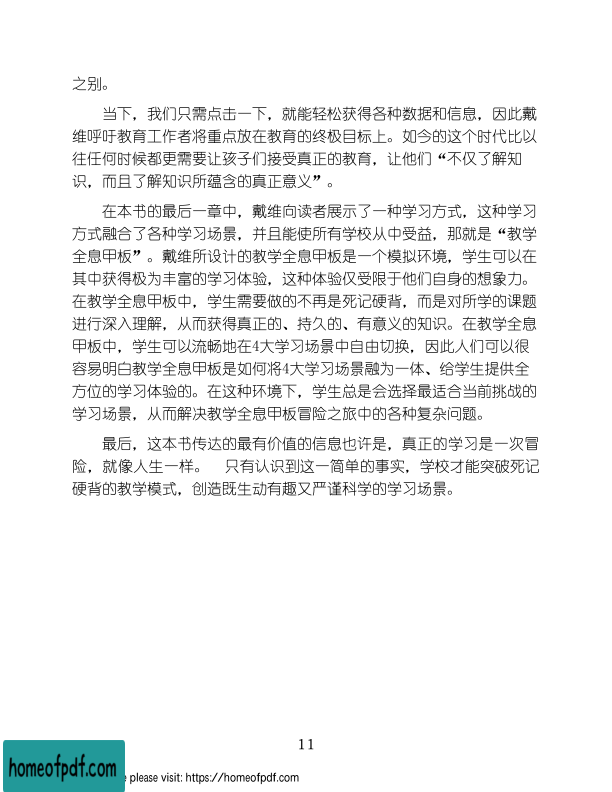 之别。
当下，我们只需点击一下，就能轻松获得各种数据和信息，因此戴
维呼吁教育工作者将重点放在教育的终极目标上。如今的这个时代比以
往任何时候都更需要让孩子们接受真正的教育，让他们“不仅了解知
识，而且了解知识所蕴含的真正意义”。
在本书的最后一章中，戴维向读者展示了一种学习方式，这种学习
方式融合了各种学习场景，并且能使所有学校从中受益，那就是“教学
全息甲板”。戴维所设计的教学全息甲板是一个模拟环境，学生可以在
其中获得极为丰富的学习体验，这种体验仅受限于他们自身的想象力。
在教学全息甲板中，学生需要做的不再是死记硬背，而是对所学的课题
进行深入理解，从而获得真正的、持久的、有意义的知识。在教学全息
甲板中，学生可以流畅地在4大学习场景中自由切换，因此人们可以很
容易明白教学全息甲板是如何将4大学习场景融为一体、给学生提供全
方位的学习体验的。在这种环境下，学生总是会选择最适合当前挑战的
学习场景，从而解决教学全息甲板冒险之旅中的各种复杂问题。
最后，这本书传达的最有价值的信息也许是，真正的学习是一次冒
险，就像人生一样。 只有认识到这一简单的事实，学校才能突破死记
硬背的教学模式，创造既生动有趣又严谨科学的学习场景。
11
homeofpdf.com
e please visit: https://homeofpdf.com